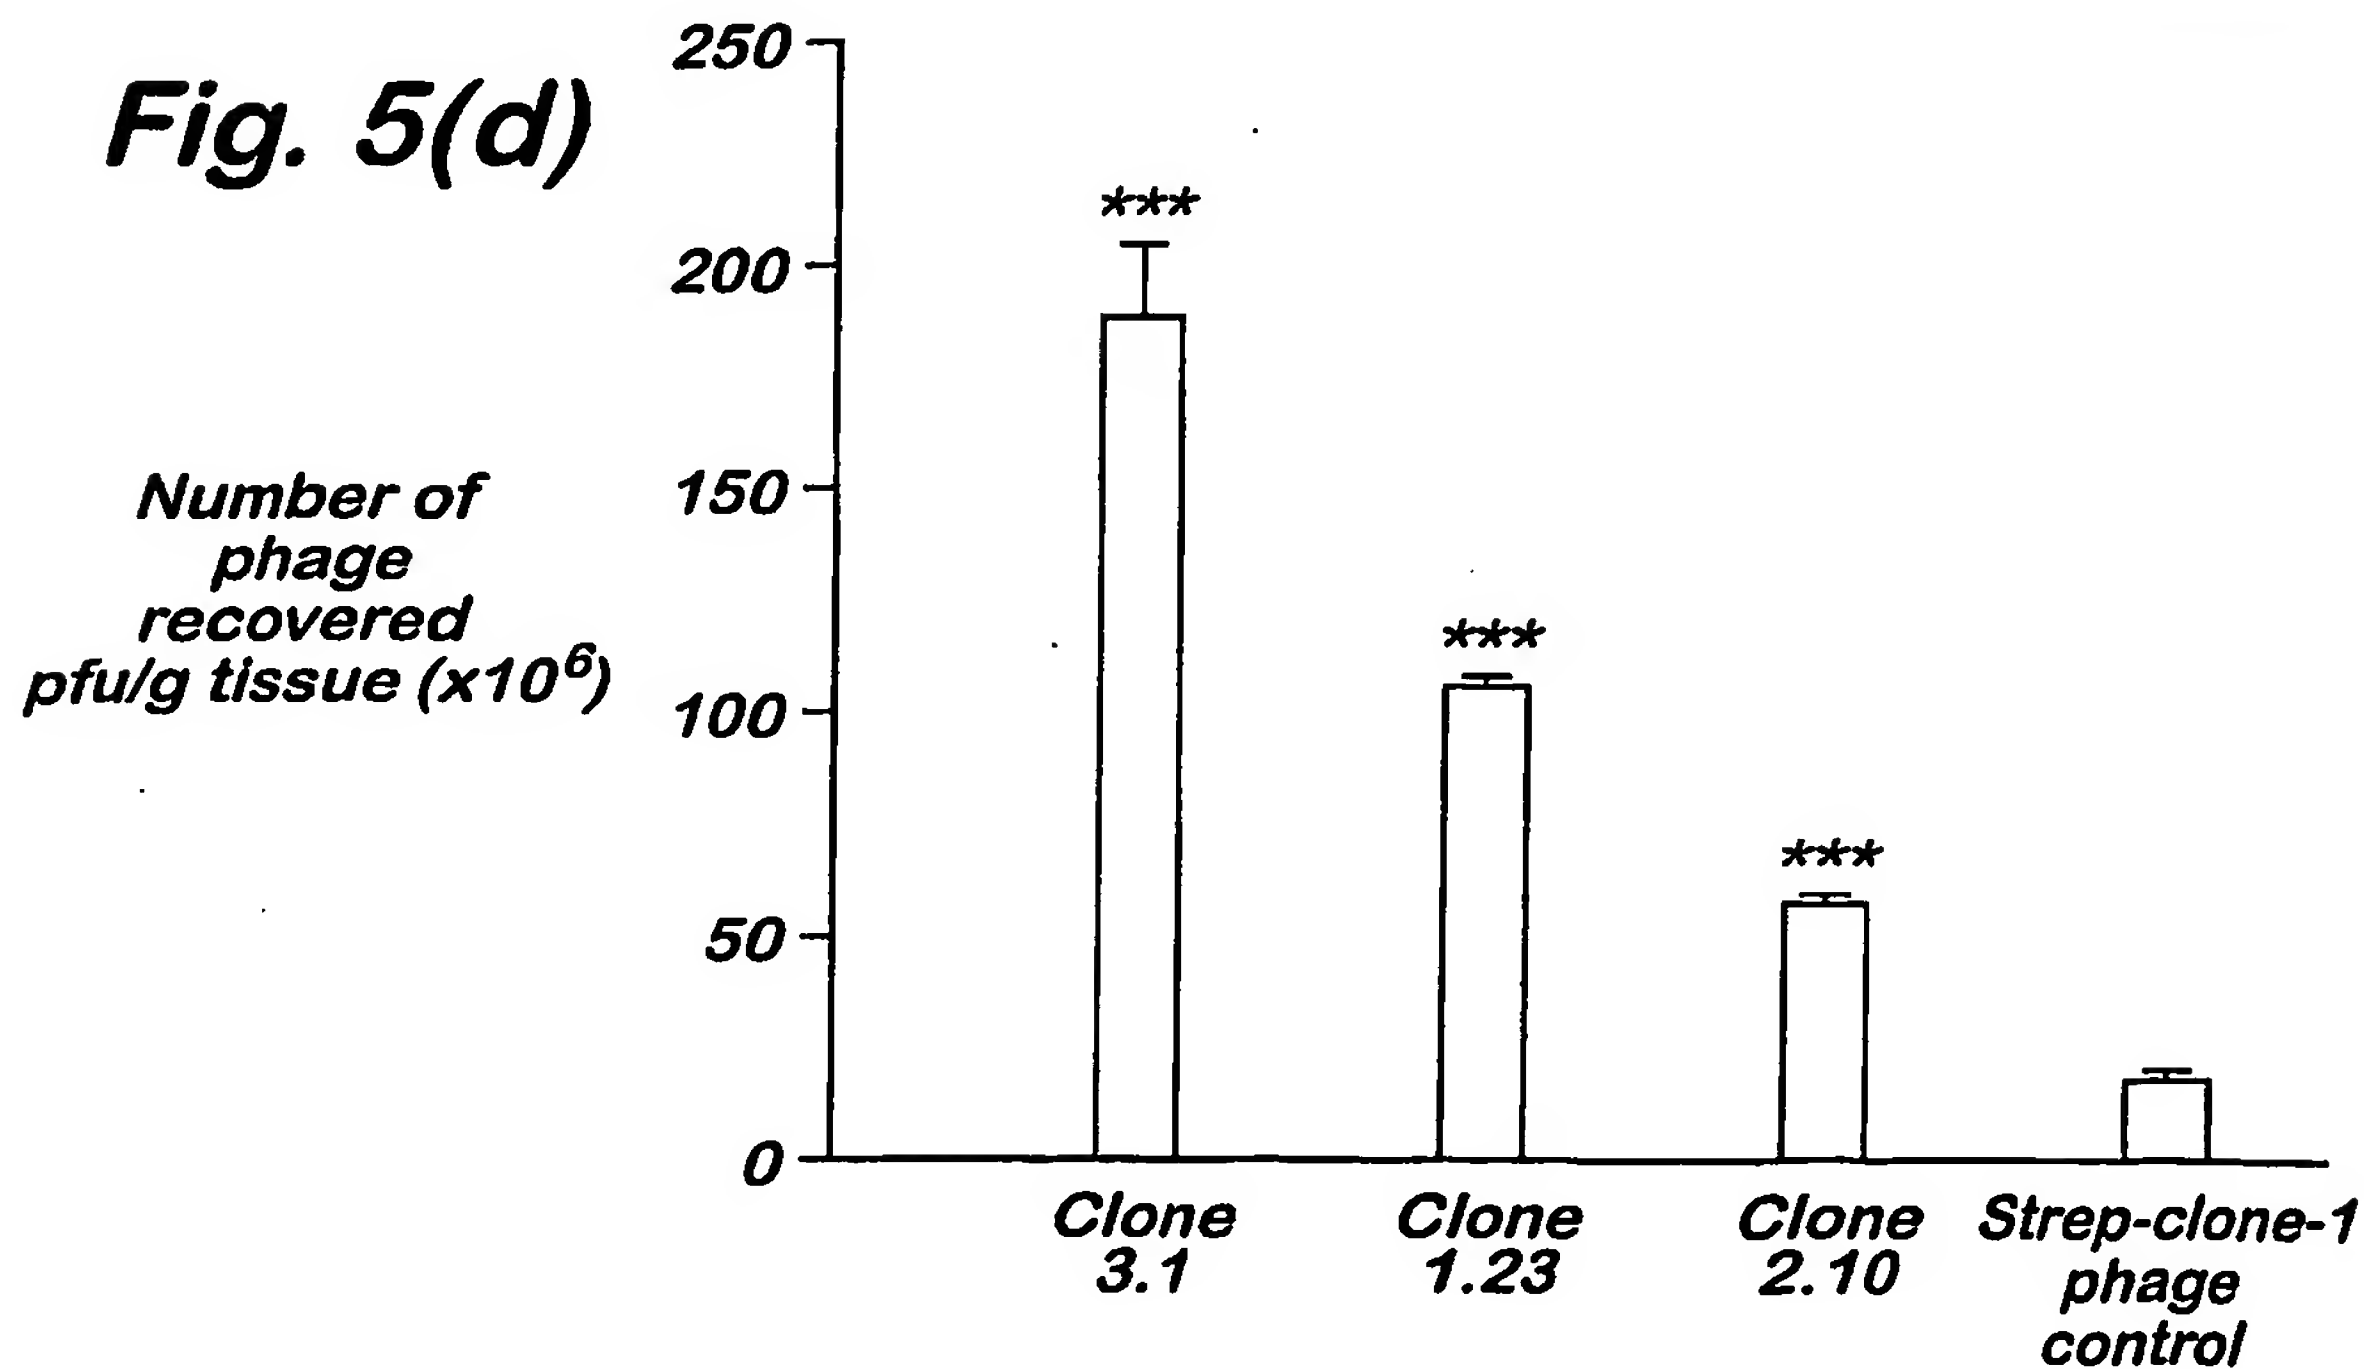 Fig. 5(d)
Number of
phage
recovered
pfu/g tissue (x10⁶)
250
200
150
100
50
0
***
***
***
Clone
3.1
Clone
1.23
Clone
2.10
Strep-clone-1
phage
control